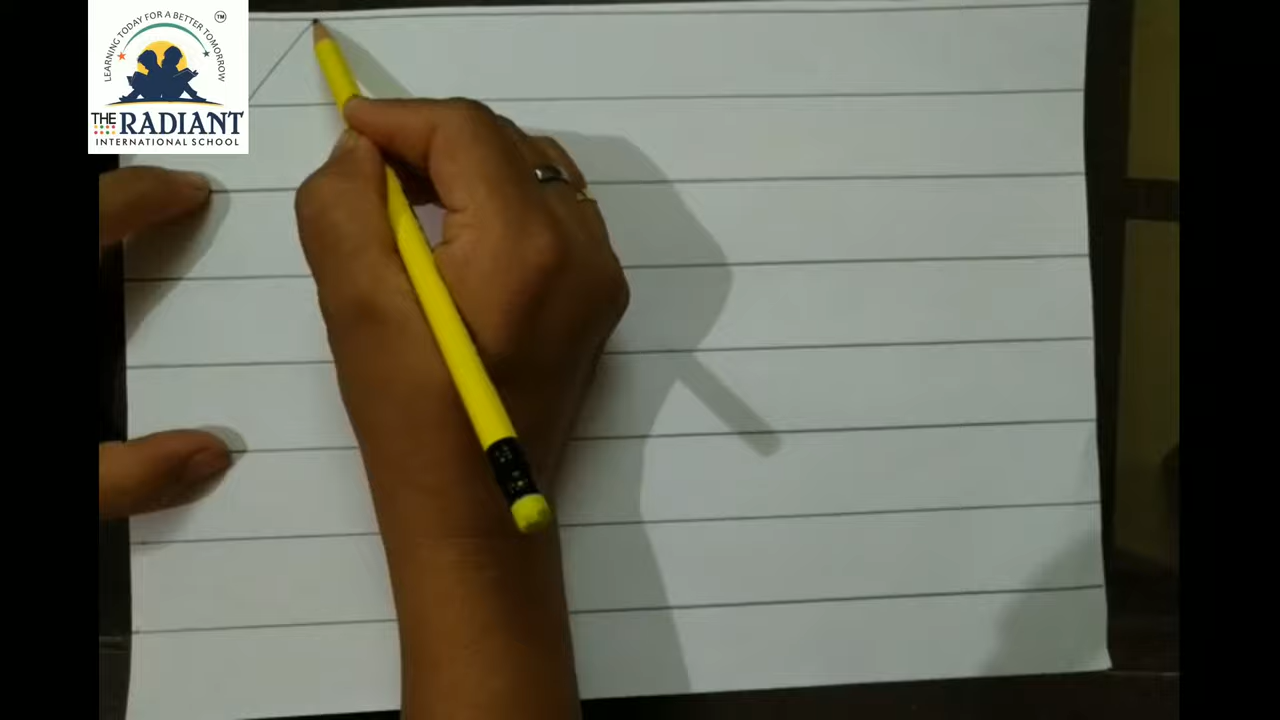 LEARNING TODAY FOR A BETTER TOMORROW
TM
THE RADIANT
INTERNATIONAL SCHOOL